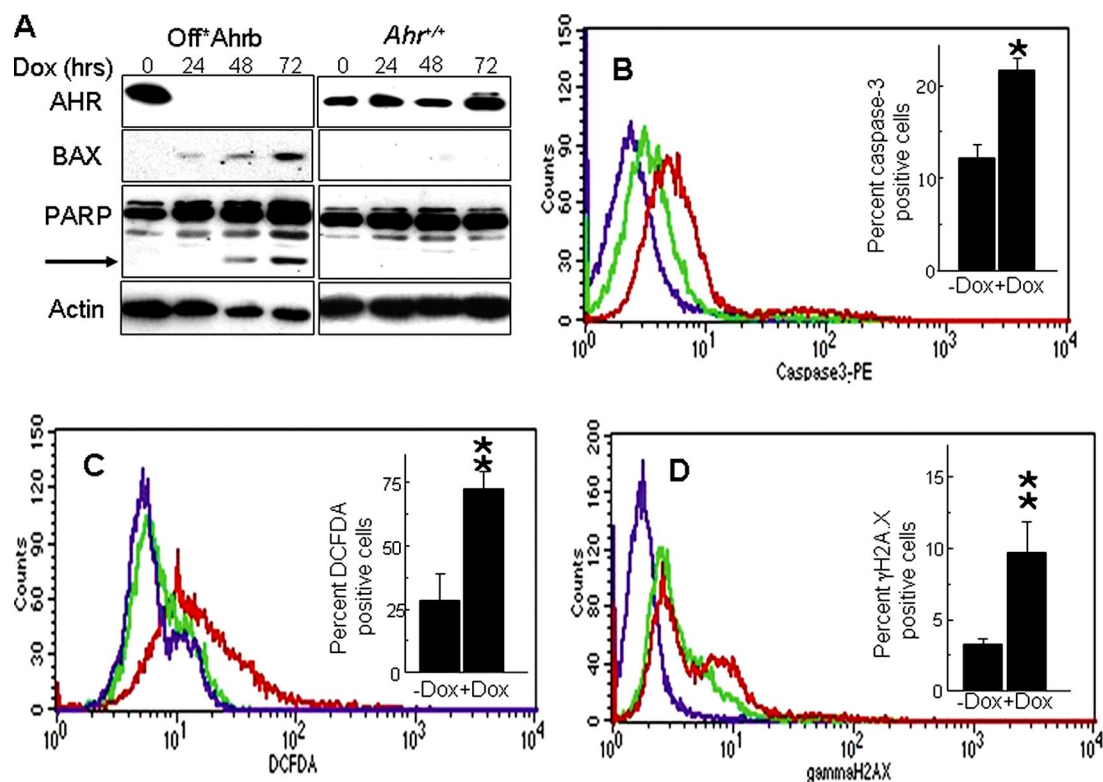 A
Off*Ahrb
Ahr+/+
Dox (hrs) 0 24 48 72 0 24 48 72
AHR
BAX
PARP
Actin
B
Counts
150
120
90
60
30
0
10^0 10^1 10^2 10^3 10^4
Caspase3-PE
Percent caspase-3
positive cells
20
10
0
*
-Dox+Dox
C
Counts
150
120
90
60
30
0
10^0 10^1 10^2 10^3 10^4
DCFDA
Percent DCFDA
positive cells
75
50
25
0
*
*
-Dox+Dox
D
Counts
200
160
120
80
40
0
10^0 10^1 10^2 10^3 10^4
gammaH2AX
Percent γH2A.X
positive cells
15
10
5
0
*
*
-Dox+Dox